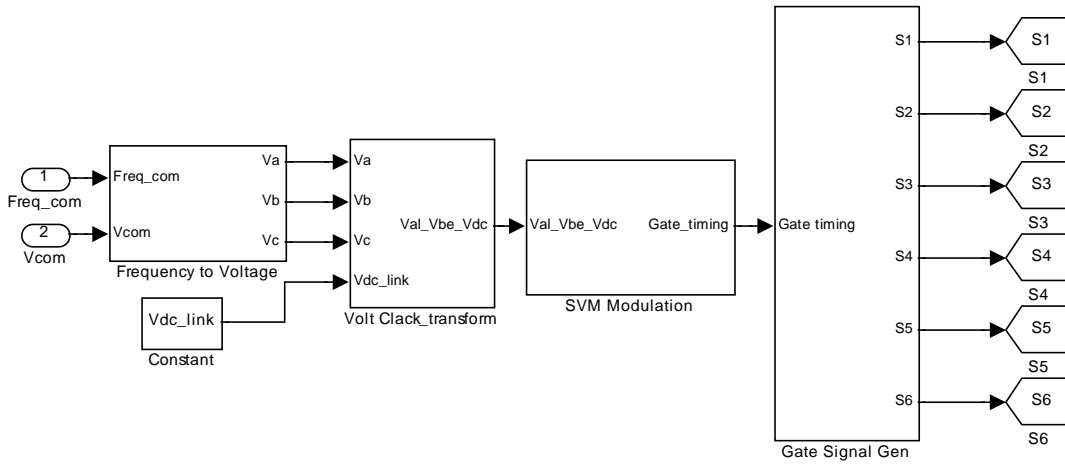 1
Freq_com
2
Vcom
Freq_com
Vcom
Va
Vb
Vc
Frequency to Voltage
Vdc_link
Constant
Va
Vb
Vc
Vdc_link
Val_Vbe_Vdc
Volt Clack_transform
Val_Vbe_Vdc
Gate_timing
SVM Modulation
Gate timing
S1
S2
S3
S4
S5
S6
Gate Signal Gen
S1
S1
S2
S2
S3
S3
S4
S4
S5
S5
S6
S6